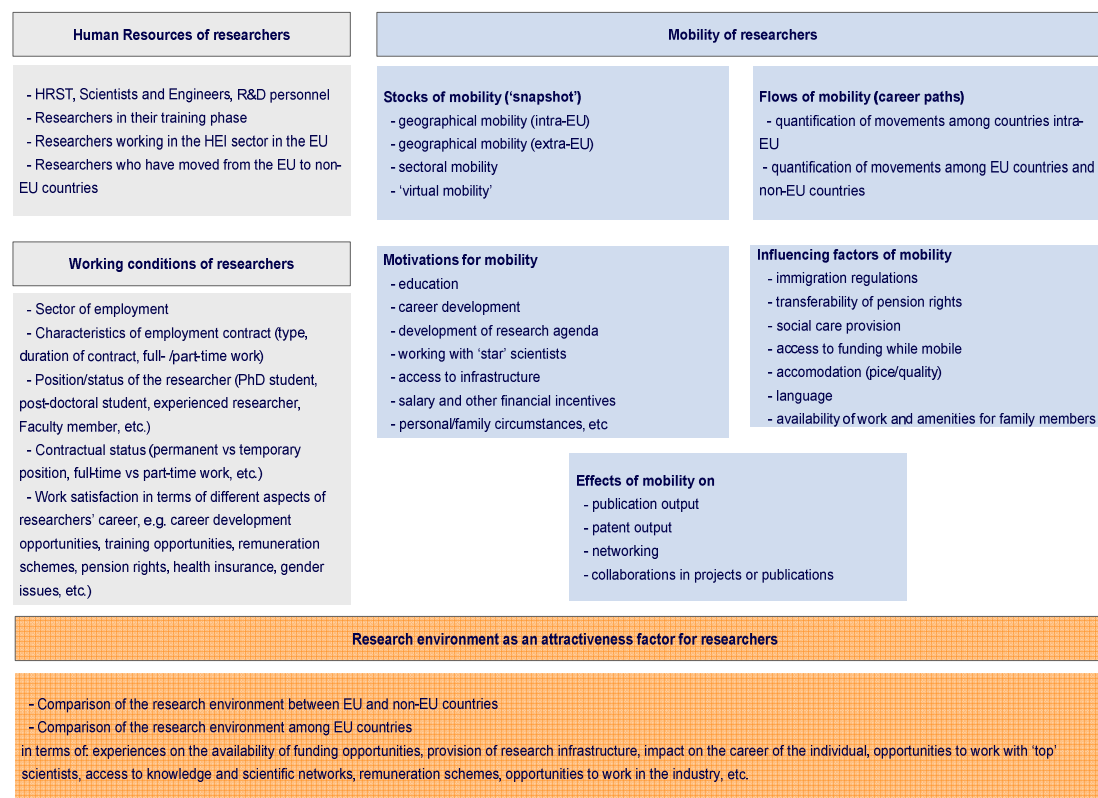 Human Resources of researchers
- HRST, Scientists and Engineers, R&D personnel
- Researchers in their training phase
- Researchers working in the HEI sector in the EU
- Researchers who have moved from the EU to non-
EU countries
Working conditions of researchers
- Sector of employment
- Characteristics of employment contract (type,
duration of contract, full- /part-time work)
- Position/status of the researcher (PhD student,
post-doctoral student, experienced researcher,
Faculty member, etc.)
- Contractual status (permanent vs temporary
position, full-time vs part-time work, etc.)
- Work satisfaction in terms of different aspects of
researchers' career, e.g. career development
opportunities, training opportunities, remuneration
schemes, pension rights, health insurance, gender
issues, etc.)
Mobility of researchers
Stocks of mobility ('snapshot')
- geographical mobility (intra-EU)
- geographical mobility (extra-EU)
- sectoral mobility
- 'virtual mobility'
Flows of mobility (career paths)
- quantification of movements among countries intra-
EU
- quantification of movements among EU countries and
non-EU countries
Motivations for mobility
- education
- career development
- development of research agenda
- working with 'star' scientists
- access to infrastructure
- salary and other financial incentives
- personal/family circumstances, etc
Influencing factors of mobility
- immigration regulations
- transferability of pension rights
- social care provision
- access to funding while mobile
- accomodation (pice/quality)
- language
- availability of work and amenities for family members
Effects of mobility on
- publication output
- patent output
- networking
- collaborations in projects or publications
Research environment as an attractiveness factor for researchers
- Comparison of the research environment between EU and non-EU countries
- Comparison of the research environment among EU countries
in terms of: experiences on the availability of funding opportunities, provision of research infrastructure, impact on the career of the individual, opportunities to work with 'top'
scientists, access to knowledge and scientific networks, remuneration schemes, opportunities to work in the industry, etc.